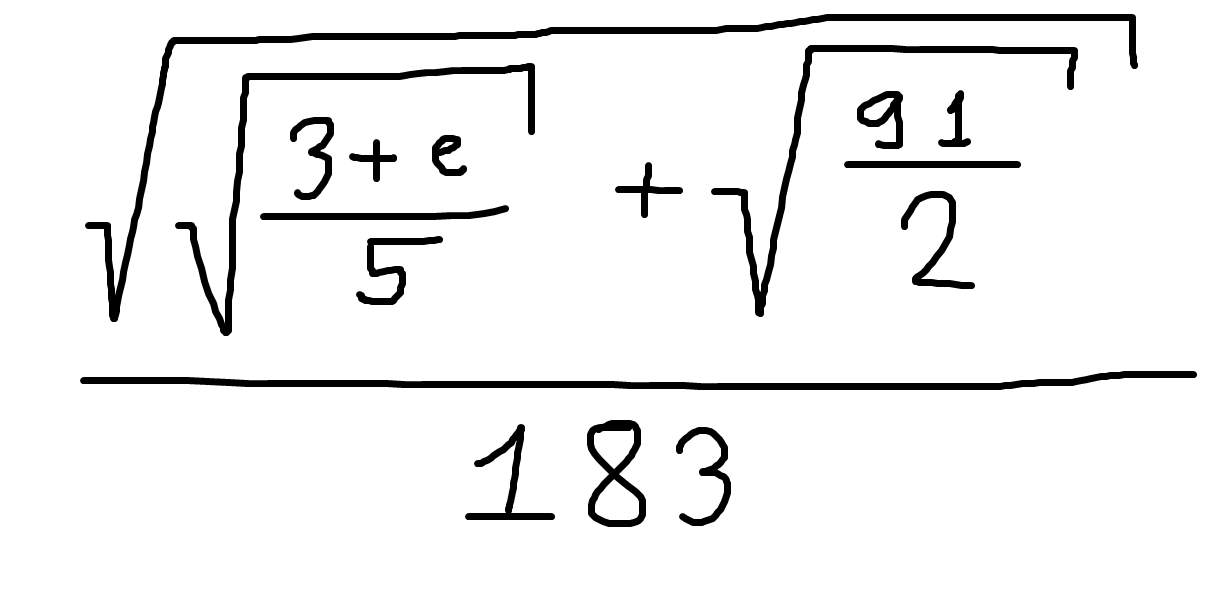 √(√((3+e)/5) + √(91/2))
183